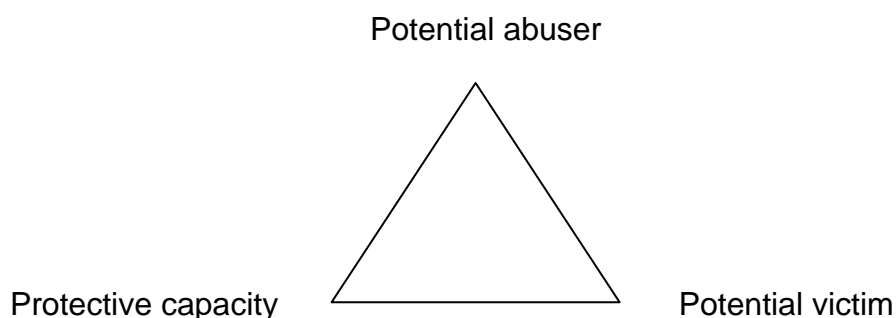 Potential abuser
Protective capacity
Potential victim